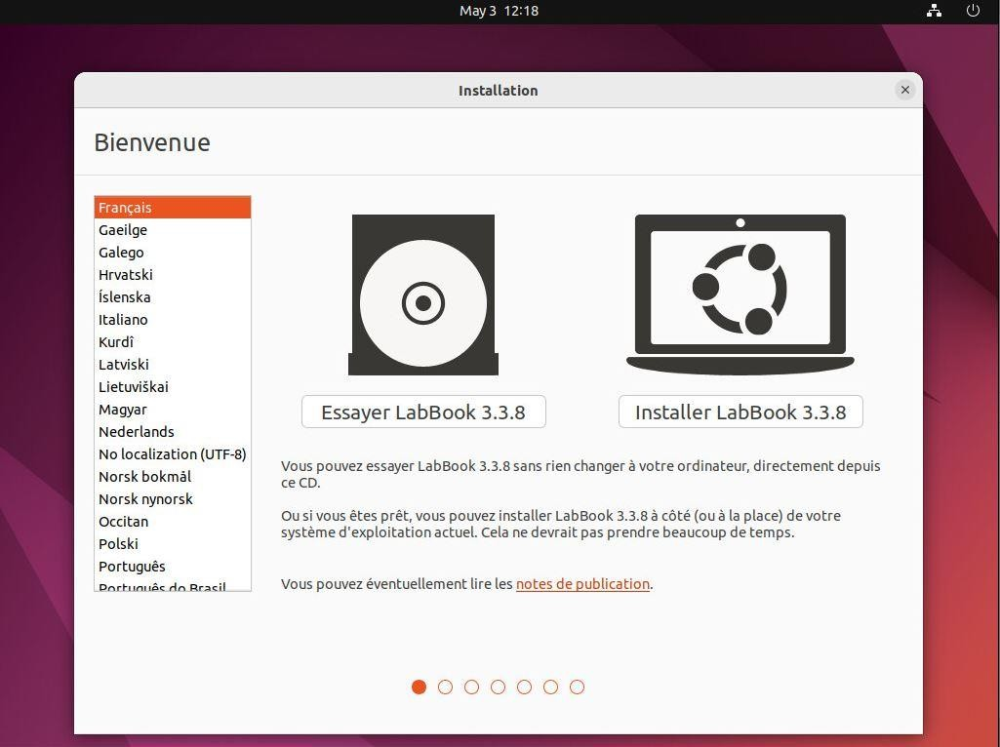 May 3 12:18
Installation
Bienvenue
Français
Gaeilge
Galego
Hrvatski
Íslenska
Italiano
Kurdî
Latviski
Lietuviškai
Magyar
Nederlands
No localization (UTF-8)
Norsk bokmål
Norsk nynorsk
Occitan
Polski
Português
Português do Brasil
Essayer LabBook 3.3.8
Installer LabBook 3.3.8
Vous pouvez essayer LabBook 3.3.8 sans rien changer à votre ordinateur, directement depuis
ce CD.
Ou si vous êtes prêt, vous pouvez installer LabBook 3.3.8 à côté (ou à la place) de votre
système d'exploitation actuel. Cela ne devrait pas prendre beaucoup de temps.
Vous pouvez éventuellement lire les notes de publication.